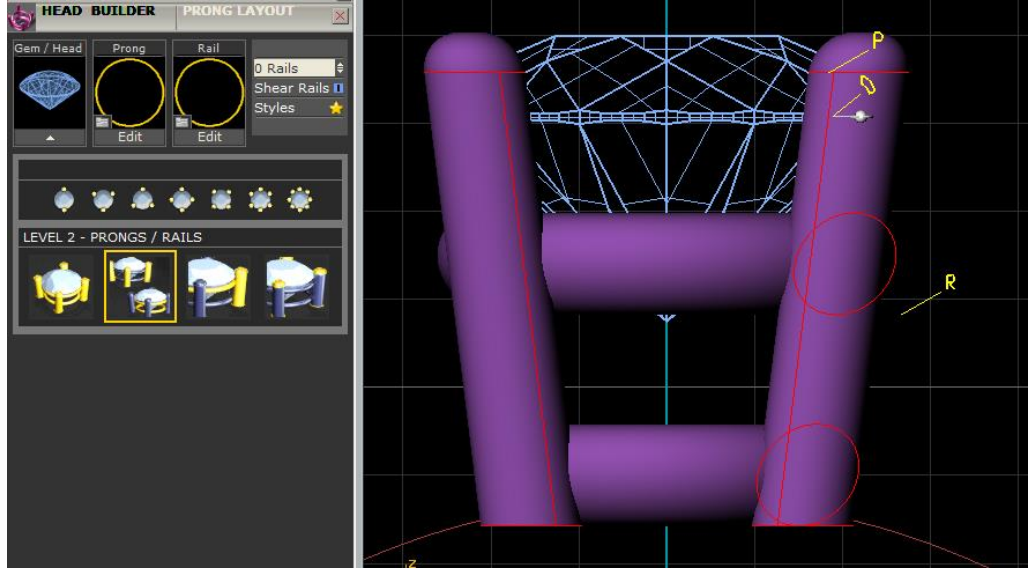 HEAD BUILDER PRONG LAYOUT
Gem / Head Prong Rail
0 Rails
Shear Rails
Styles
Edit Edit
LEVEL 2 - PRONGS / RAILS
P
D
R
Z